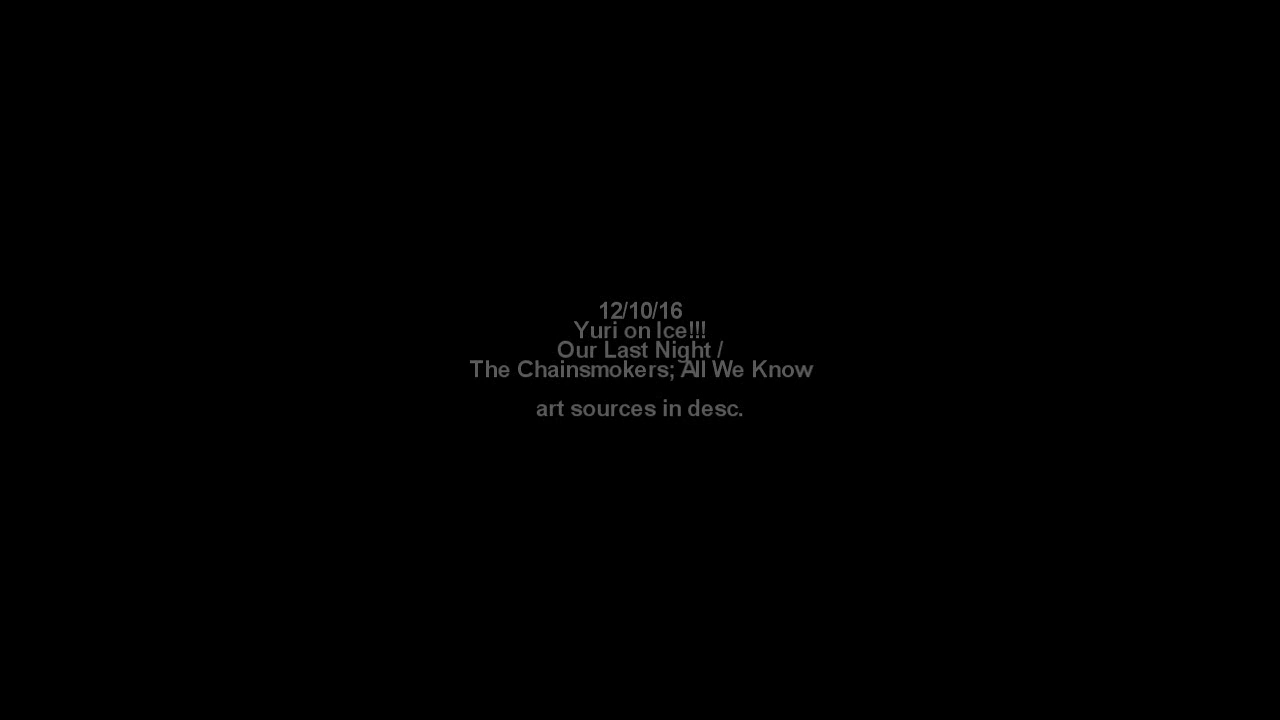 12/10/16
Yuri on Ice!!!
Our Last Night /
The Chainsmokers; All We Know
art sources in desc.